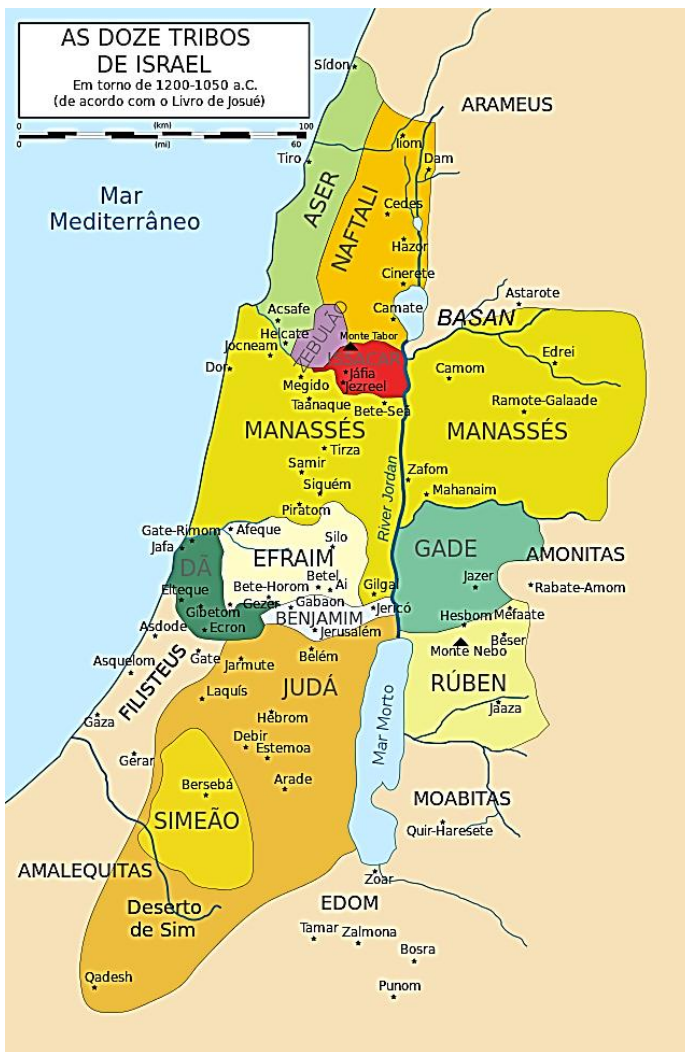 AS DOZE TRIBOS
DE ISRAEL
Em torno de 1200-1050 a.C.
(de acordo com o Livro de Josué)
0 (km) 100
0 (mi) 60
Sídon
ARAMEUS
Tiro
Iiom
Dam
Mar
Mediterrâneo
ASER
NAFTALI
Cedes
Hazor
Cinerete
Astarote
Acsafe
Camate
BASAN
Helcate
ZEBULÃO
Monte Tabor
Jocneam
ISSACAR
Edrei
Dor
Jáfia
Camom
Megido
Jezreel
Taanaque
Bete-Seã
Ramote-Galaade
MANASSÉS
MANASSÉS
Tirza
Samir
Zafom
Siquém
Mahanaim
Piratom
River Jordan
Gate-Rimom
Afeque
Silo
Jafa
EFRAIM
GADE
AMONITAS
DÃ
Betel
Jazer
Elteque
Bete-Horom
Ai
Gilgal
Rabate-Amom
Gezer
Gabaon
Jericó
Gibetom
BENJAMIM
Hesbom
Mefaate
Asdode
Ecron
Jerusalém
Béser
Gate
Belém
Monte Nebo
Asquelom
Jarmute
FILISTEUS
JUDÁ
RÚBEN
Laquís
Jaaza
Gaza
Hebrom
Mar Morto
Debir
Gerar
Estemoa
Bersebá
Arade
MOABITAS
SIMEÃO
Quir-Haresete
AMALEQUITAS
Zoar
Deserto
de Sim
EDOM
Tamar
Zalmona
Bosra
Qadesh
Punom